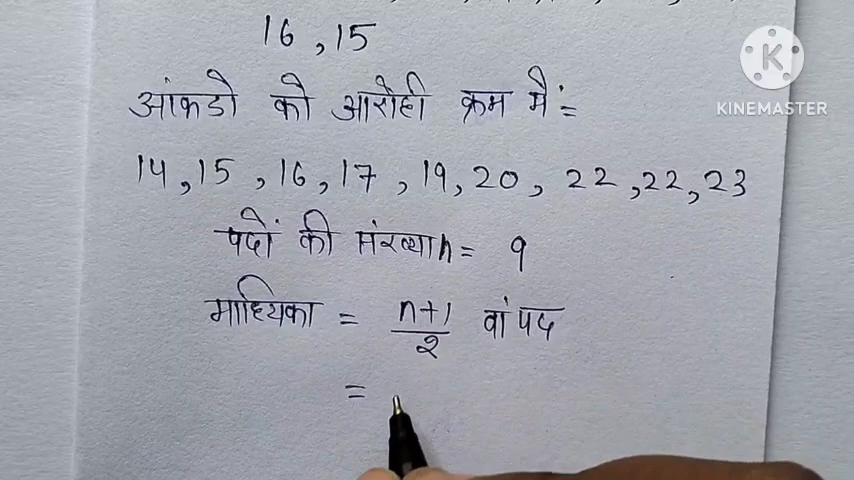 16 , 15
आंकडो को आरोही क्रम में =
14 , 15 , 16 , 17 , 19 , 20 , 22 , 22 , 23
पदों की संख्या n = 9
माध्यिका = n+1/2 वां पद
=
K
KINEMASTER